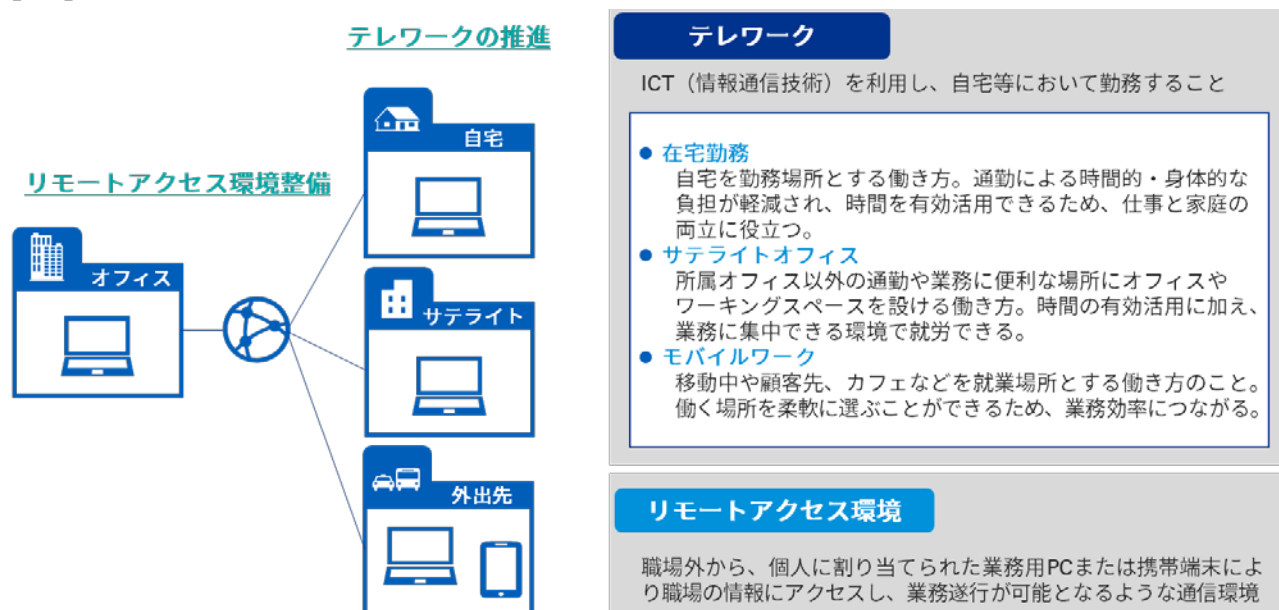 テレワークの推進
リモートアクセス環境整備
オフィス
自宅
サテライト
外出先
テレワーク
ICT（情報通信技術）を利用し、自宅等において勤務すること
● 在宅勤務
自宅を勤務場所とする働き方。通勤による時間的・身体的な
負担が軽減され、時間を有効活用できるため、仕事と家庭の
両立に役立つ。
● サテライトオフィス
所属オフィス以外の通勤や業務に便利な場所にオフィスや
ワーキングスペースを設ける働き方。時間の有効活用に加え、
業務に集中できる環境で就労できる。
● モバイルワーク
移動中や顧客先、カフェなどを就業場所とする働き方のこと。
働く場所を柔軟に選ぶことができるため、業務効率につながる。
リモートアクセス環境
職場外から、個人に割り当てられた業務用PCまたは携帯端末によ
り職場の情報にアクセスし、業務遂行が可能となるような通信環境